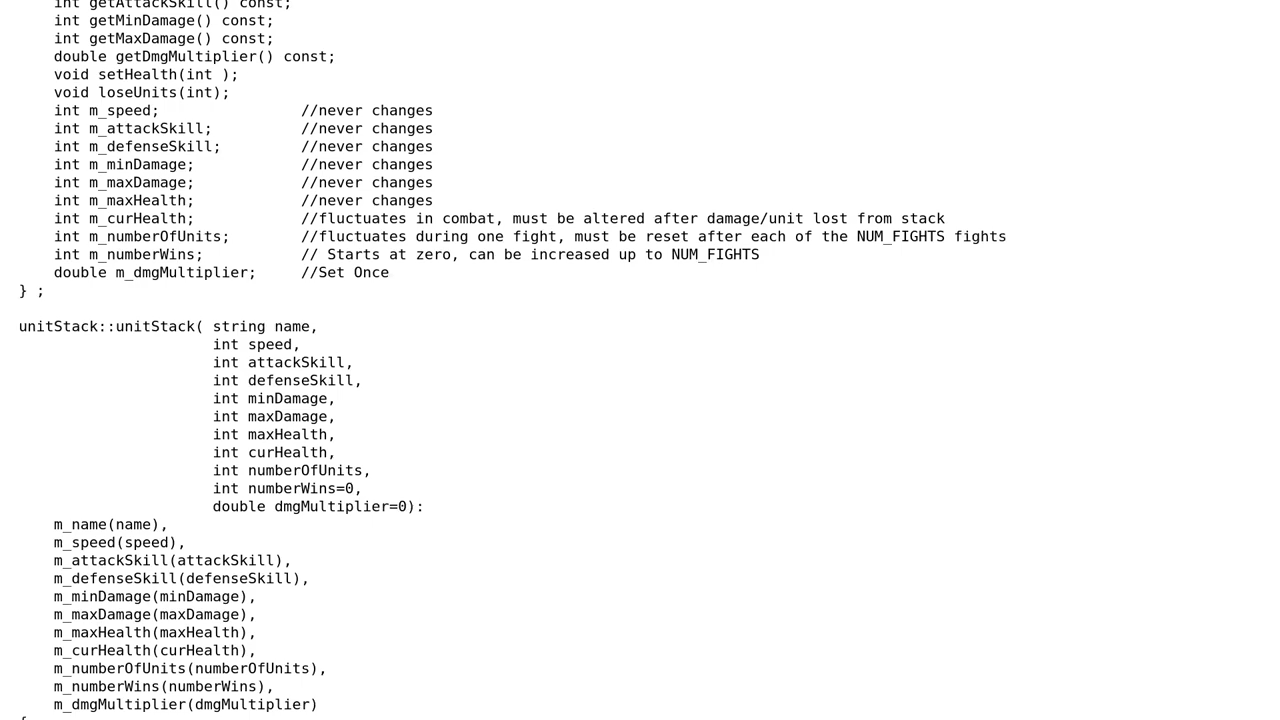 int getAttackSkill() const;
    int getMinDamage() const;
    int getMaxDamage() const;
    double getDmgMultiplier() const;
    void setHealth(int );
    void loseUnits(int);
    int m_speed;                //never changes
    int m_attackSkill;          //never changes
    int m_defenseSkill;         //never changes
    int m_minDamage;            //never changes
    int m_maxDamage;            //never changes
    int m_maxHealth;            //never changes
    int m_curHealth;            //fluctuates in combat, must be altered after damage/unit lost from stack
    int m_numberOfUnits;        //fluctuates during one fight, must be reset after each of the NUM_FIGHTS fights
    int m_numberWins;           // Starts at zero, can be increased up to NUM_FIGHTS
    double m_dmgMultiplier;     //Set Once
} ;

unitStack::unitStack( string name,
                      int speed,
                      int attackSkill,
                      int defenseSkill,
                      int minDamage,
                      int maxDamage,
                      int maxHealth,
                      int curHealth,
                      int numberOfUnits,
                      int numberWins=0,
                      double dmgMultiplier=0):
    m_name(name),
    m_speed(speed),
    m_attackSkill(attackSkill),
    m_defenseSkill(defenseSkill),
    m_minDamage(minDamage),
    m_maxDamage(maxDamage),
    m_maxHealth(maxHealth),
    m_curHealth(curHealth),
    m_numberOfUnits(numberOfUnits),
    m_numberWins(numberWins),
    m_dmgMultiplier(dmgMultiplier)
{